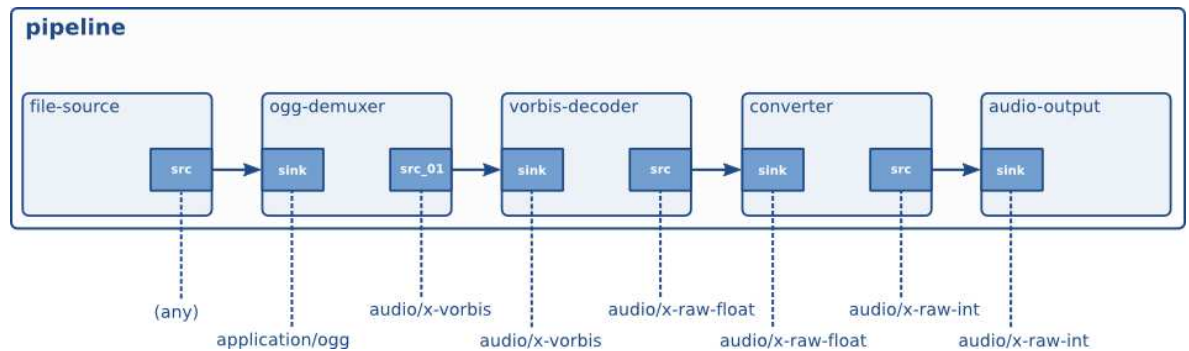 pipeline
file-source
ogg-demuxer
vorbis-decoder
converter
audio-output
src
sink
src_01
sink
src
sink
src
sink
(any)
application/ogg
audio/x-vorbis
audio/x-vorbis
audio/x-raw-float
audio/x-raw-float
audio/x-raw-int
audio/x-raw-int